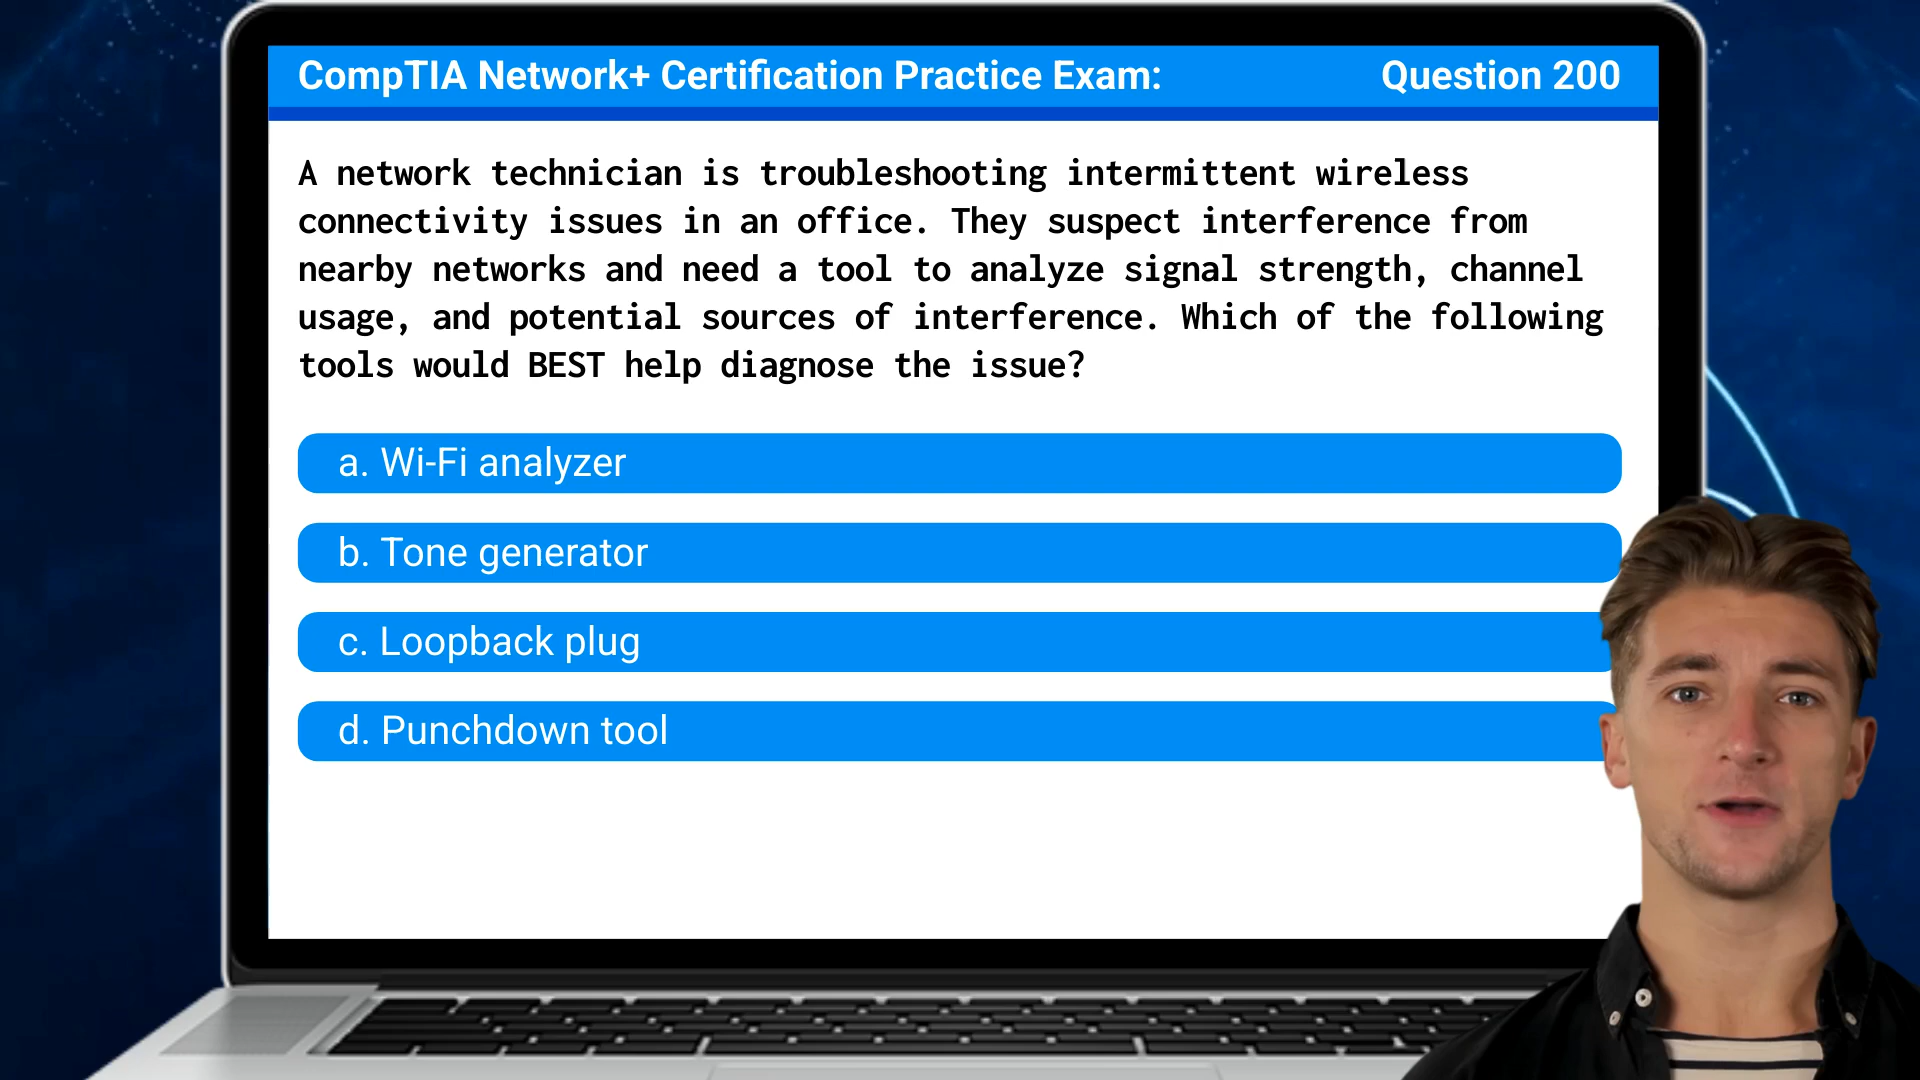 CompTIA Network+ Certification Practice Exam: Question 200
A network technician is troubleshooting intermittent wireless
connectivity issues in an office. They suspect interference from
nearby networks and need a tool to analyze signal strength, channel
usage, and potential sources of interference. Which of the following
tools would BEST help diagnose the issue?
a. Wi-Fi analyzer
b. Tone generator
c. Loopback plug
d. Punchdown tool